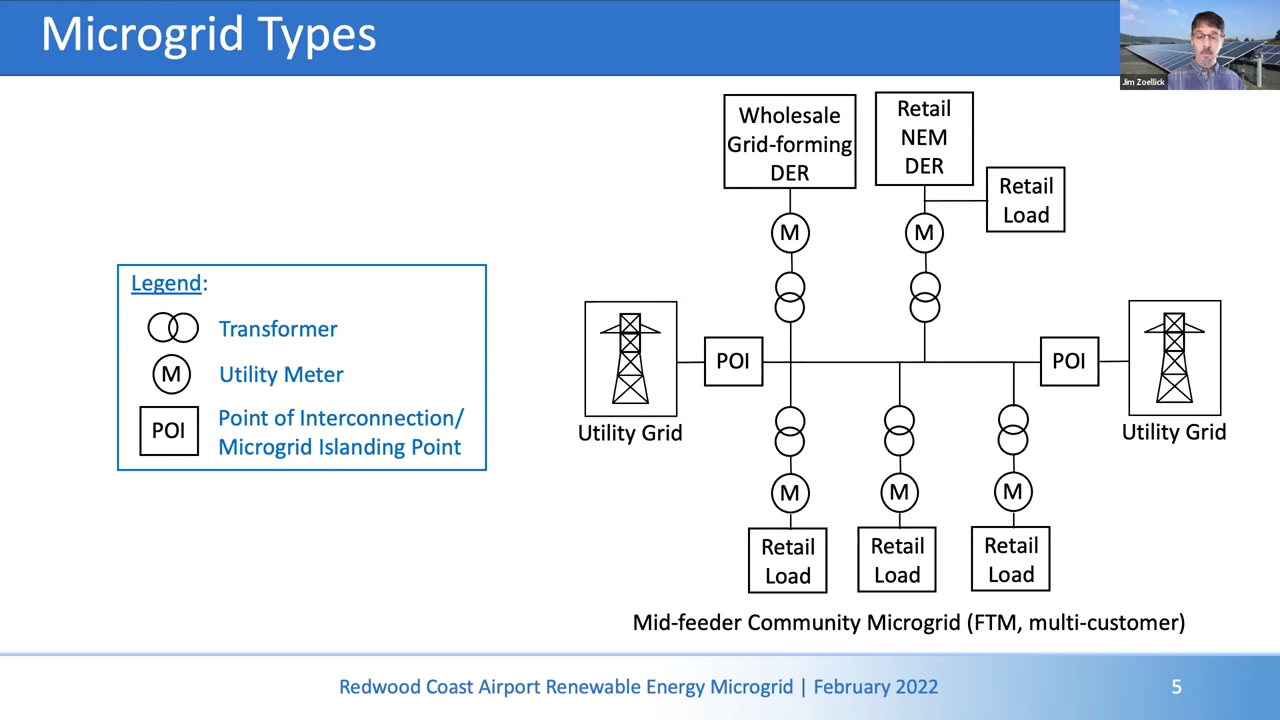 Microgrid Types
Jim Zoellick
Legend:
Transformer
M
Utility Meter
POI
Point of Interconnection/
Microgrid Islanding Point
Wholesale
Grid-forming
DER
Retail
NEM
DER
Retail
Load
M
M
POI
POI
Utility Grid
Utility Grid
M
M
M
Retail
Load
Retail
Load
Retail
Load
Mid-feeder Community Microgrid (FTM, multi-customer)
Redwood Coast Airport Renewable Energy Microgrid | February 2022
5